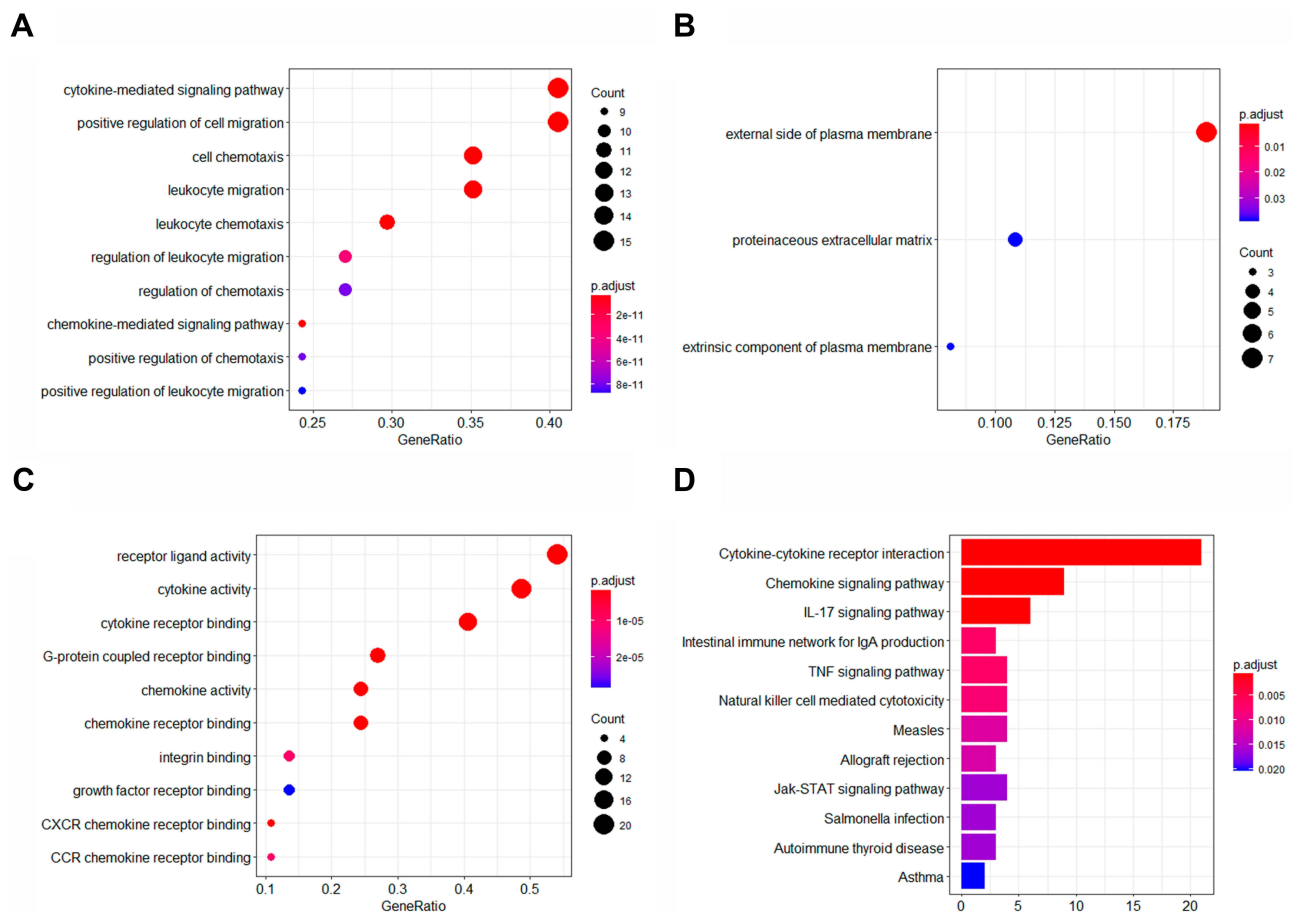 A
cytokine-mediated signaling pathway
positive regulation of cell migration
cell chemotaxis
leukocyte migration
leukocyte chemotaxis
regulation of leukocyte migration
regulation of chemotaxis
chemokine-mediated signaling pathway
positive regulation of chemotaxis
positive regulation of leukocyte migration
0.25 0.30 0.35 0.40
GeneRatio
Count
9
10
11
12
13
14
15
p.adjust
2e-11
4e-11
6e-11
8e-11
B
external side of plasma membrane
proteinaceous extracellular matrix
extrinsic component of plasma membrane
0.100 0.125 0.150 0.175
GeneRatio
p.adjust
0.01
0.02
0.03
Count
3
4
5
6
7
C
receptor ligand activity
cytokine activity
cytokine receptor binding
G-protein coupled receptor binding
chemokine activity
chemokine receptor binding
integrin binding
growth factor receptor binding
CXCR chemokine receptor binding
CCR chemokine receptor binding
0.1 0.2 0.3 0.4 0.5
GeneRatio
p.adjust
1e-05
2e-05
Count
4
8
12
16
20
D
Cytokine-cytokine receptor interaction
Chemokine signaling pathway
IL-17 signaling pathway
Intestinal immune network for IgA production
TNF signaling pathway
Natural killer cell mediated cytotoxicity
Measles
Allograft rejection
Jak-STAT signaling pathway
Salmonella infection
Autoimmune thyroid disease
Asthma
0 5 10 15 20
p.adjust
0.005
0.010
0.015
0.020